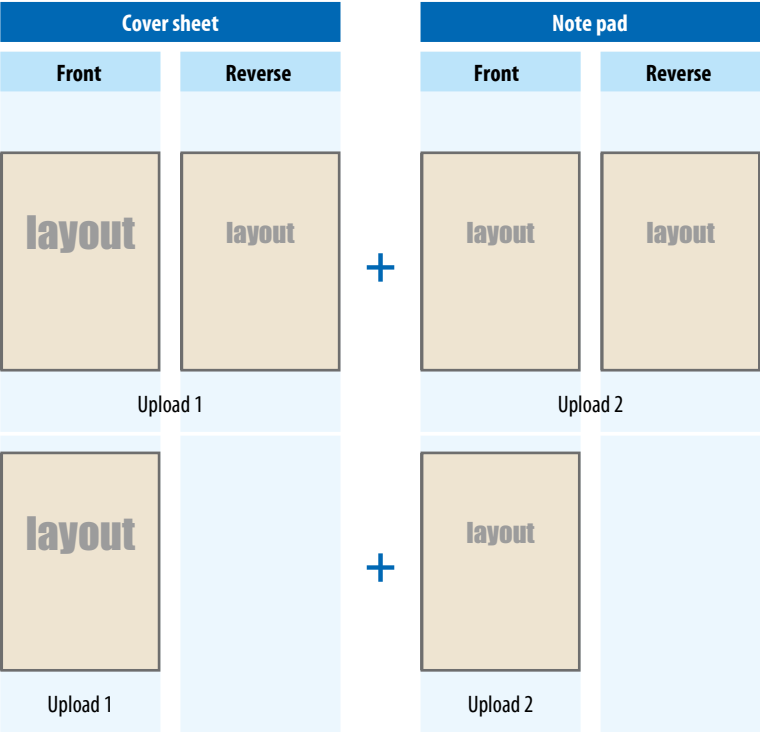 Cover sheet Note pad
Front Reverse Front Reverse
layout layout layout layout
+
Upload 1 Upload 2
layout layout
+
Upload 1 Upload 2